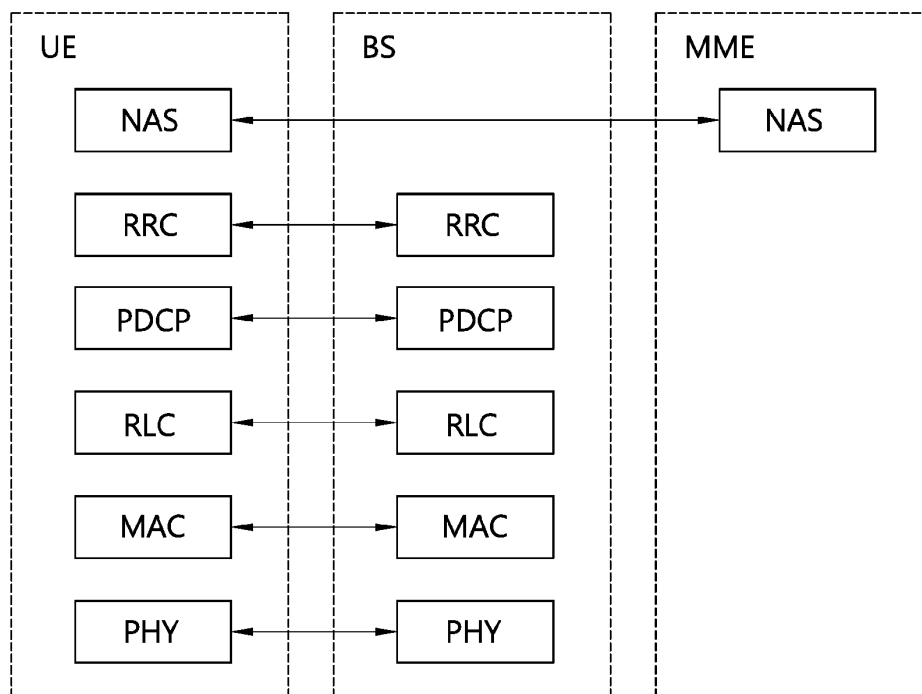 UE BS MME
NAS NAS
RRC RRC
PDCP PDCP
RLC RLC
MAC MAC
PHY PHY